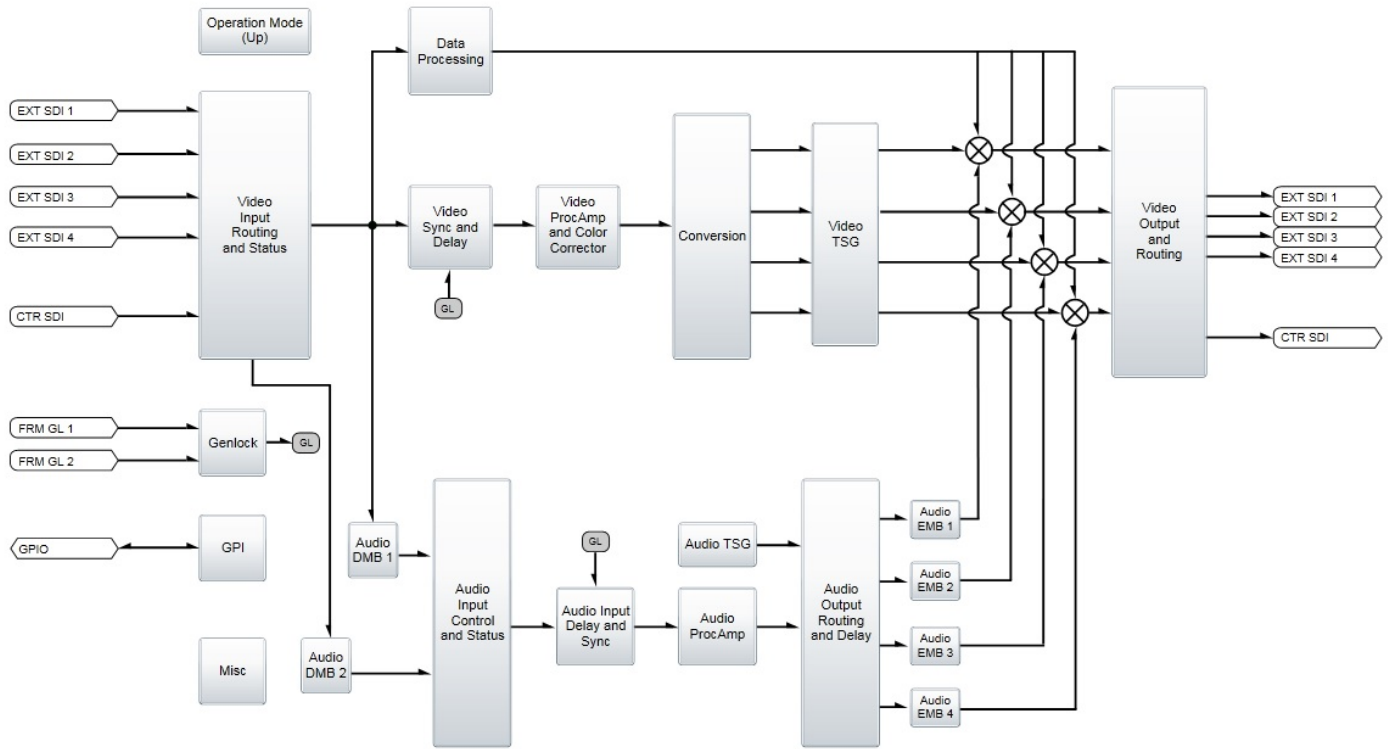 Operation Mode
(Up)
Data
Processing
EXT SDI 1
EXT SDI 2
EXT SDI 3
EXT SDI 4
CTR SDI
Video
Input
Routing
and Status
Video
Sync and
Delay
GL
Video
ProcAmp
and Color
Corrector
Conversion
Video
TSG
Video
Output
and
Routing
EXT SDI 1
EXT SDI 2
EXT SDI 3
EXT SDI 4
CTR SDI
FRM GL 1
FRM GL 2
Genlock
GL
GPIO
GPI
Misc
Audio
DMB 1
Audio
DMB 2
Audio
Input
Control
and Status
GL
Audio Input
Delay and
Sync
Audio TSG
Audio
ProcAmp
Audio
Output
Routing
and Delay
Audio
EMB 1
Audio
EMB 2
Audio
EMB 3
Audio
EMB 4